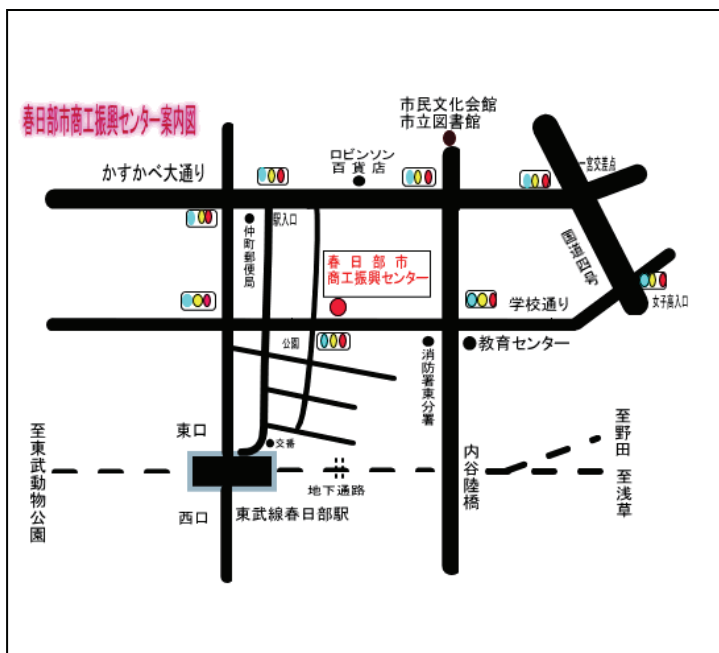 春日部市商工振興センター案内図
市民文化会館
市立図書館
ロビンソン
百貨店
かすかべ大通り
一宮交差点
駅入口
仲町郵便局
国道四号
春日部市
商工振興センター
学校通り
女子高入口
公園
消防署東分署
教育センター
東口
交番
至東武動物公園
地下通路
内谷陸橋
至野田
至浅草
西口
東武線春日部駅